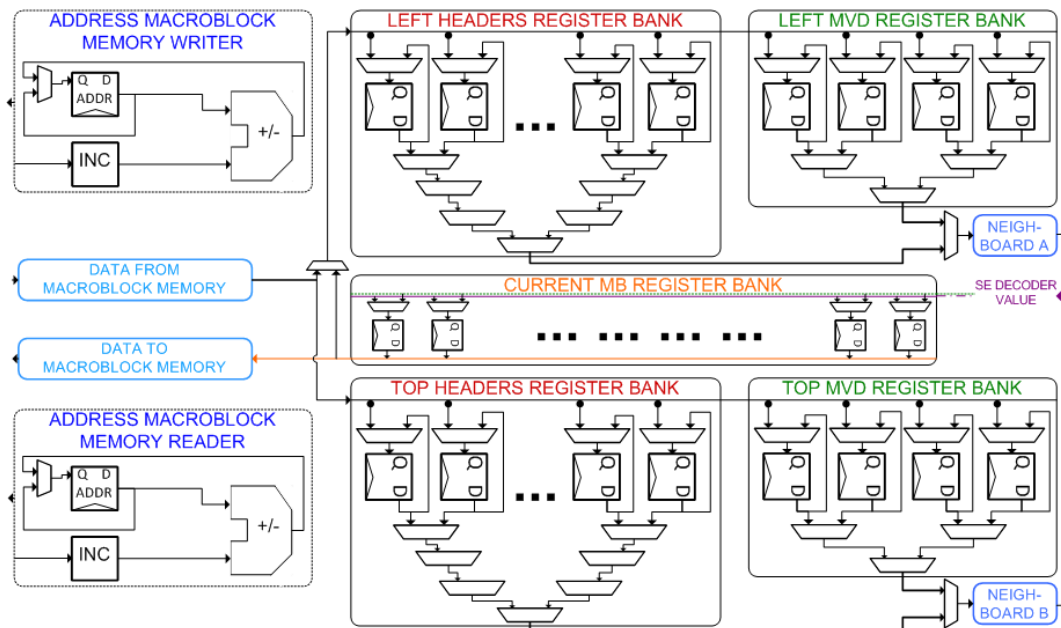 ADDRESS MACROBLOCK
MEMORY WRITER
Q D
ADDR
+/-
INC
LEFT HEADERS REGISTER BANK
Q Q Q Q
D D D D
LEFT MVD REGISTER BANK
Q Q Q Q
D D D D
NEIGH-
BOARD A
DATA FROM
MACROBLOCK MEMORY
CURRENT MB REGISTER BANK
Q Q Q Q
D D D D
SE DECODER
VALUE
DATA TO
MACROBLOCK MEMORY
ADDRESS MACROBLOCK
MEMORY READER
Q D
ADDR
+/-
INC
TOP HEADERS REGISTER BANK
Q Q Q Q
D D D D
TOP MVD REGISTER BANK
Q Q Q Q
D D D D
NEIGH-
BOARD B